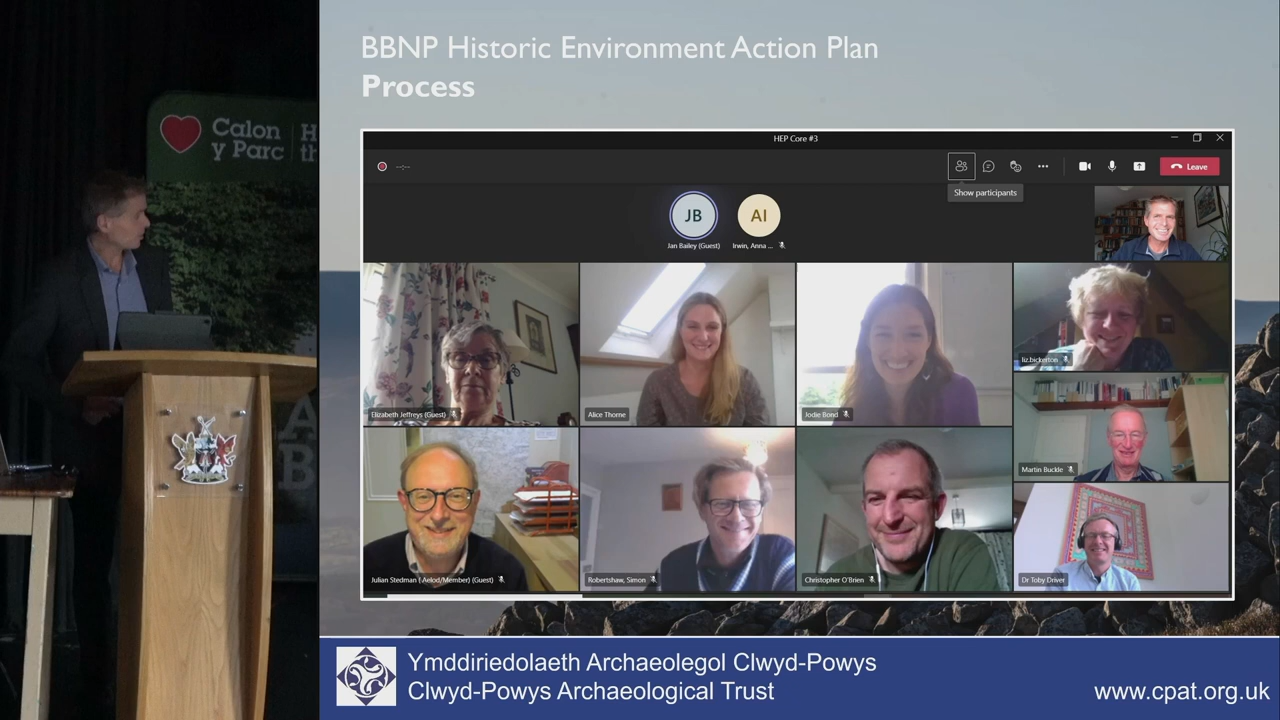 BBNP Historic Environment Action Plan
Process
Calon
y Parc
HEP Core #3
Leave
Show participants
JB
AI
Jan Bailey (Guest)
Irwin, Anna ...
Elizabeth Jeffreys (Guest)
Alice Thorne
Jodie Bond
liz.bickerton
Martin Buckle
Julian Stedman ( Aelod/Member) (Guest)
Robertshaw, Simon
Christopher O'Brien
Dr Toby Driver
Ymddiriedolaeth Archaeolegol Clwyd-Powys
Clwyd-Powys Archaeological Trust
www.cpat.org.uk